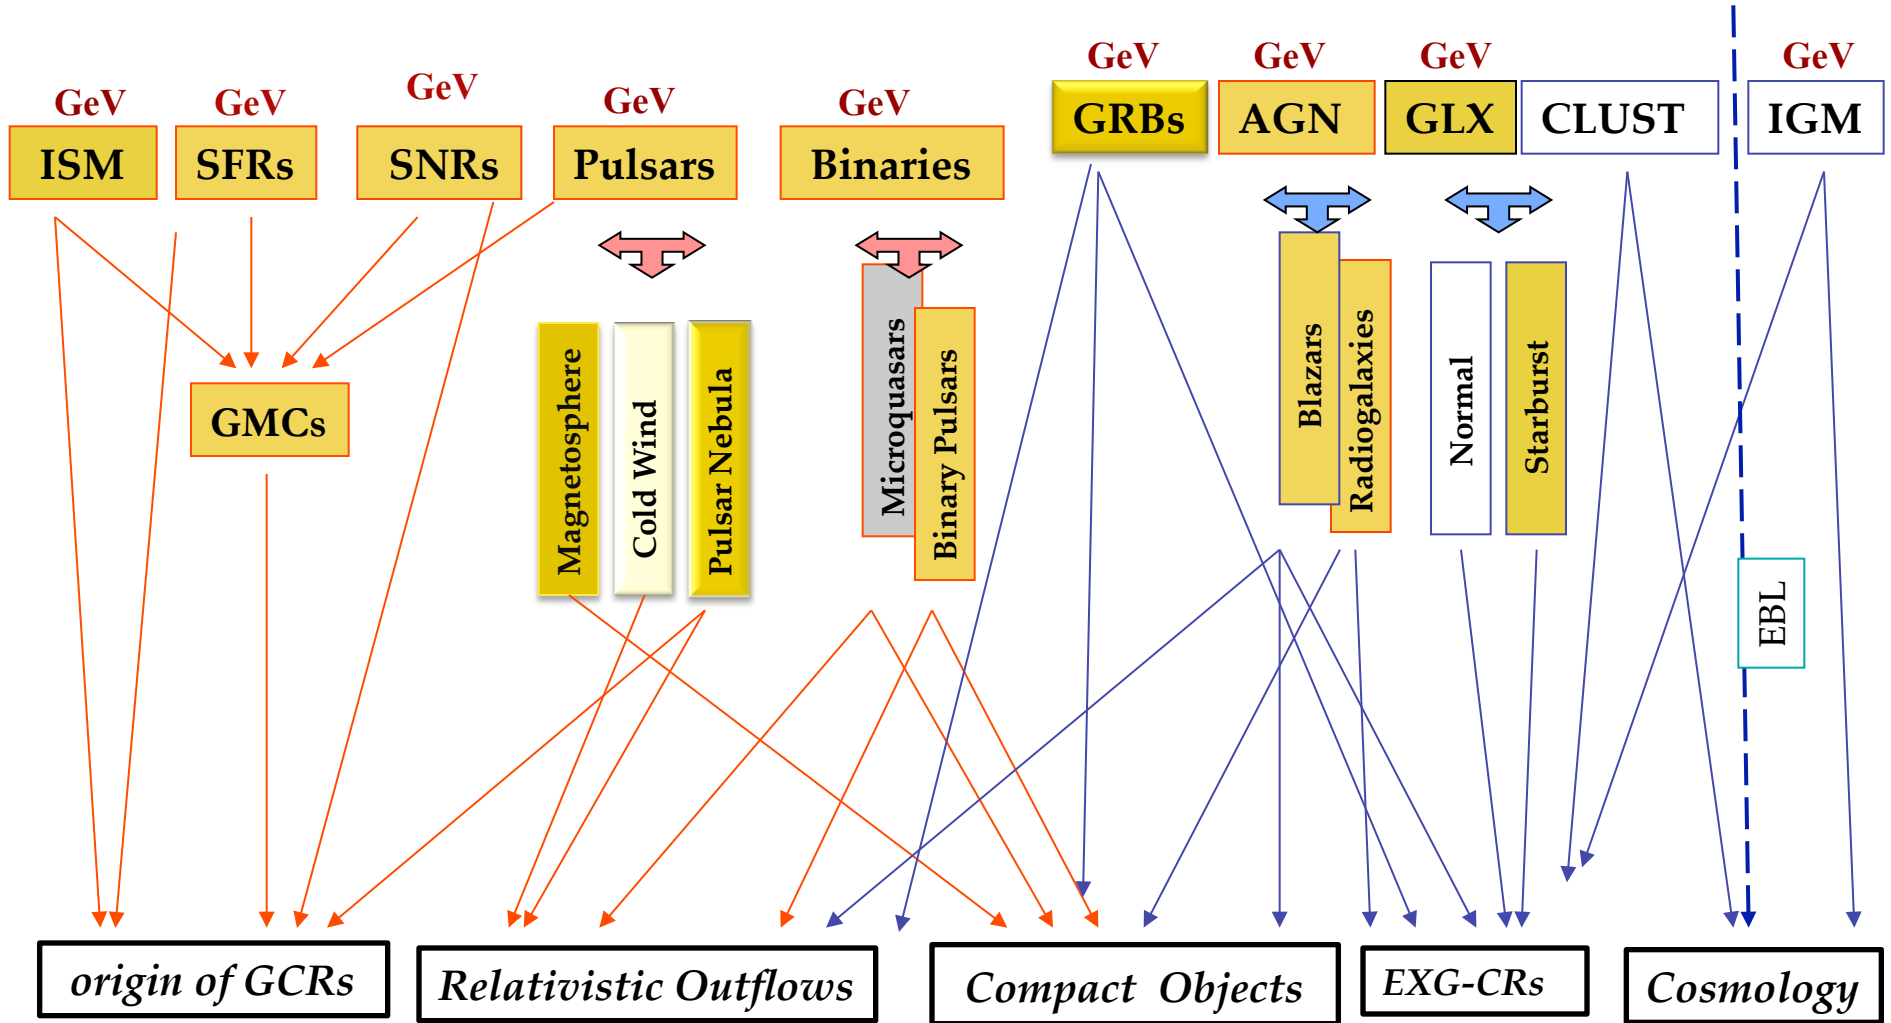 GeV
GeV
GeV
GeV
GeV
GeV
GeV
GeV
GeV
ISM
SFRs
SNRs
Pulsars
Binaries
GRBs
AGN
GLX
CLUST
IGM
GMCs
Magnetosphere
Cold Wind
Pulsar Nebula
Microquasars
Binary Pulsars
Blazars
Radiogalaxies
Normal
Starburst
EBL
origin of GCRs
Relativistic Outflows
Compact Objects
EXG-CRs
Cosmology